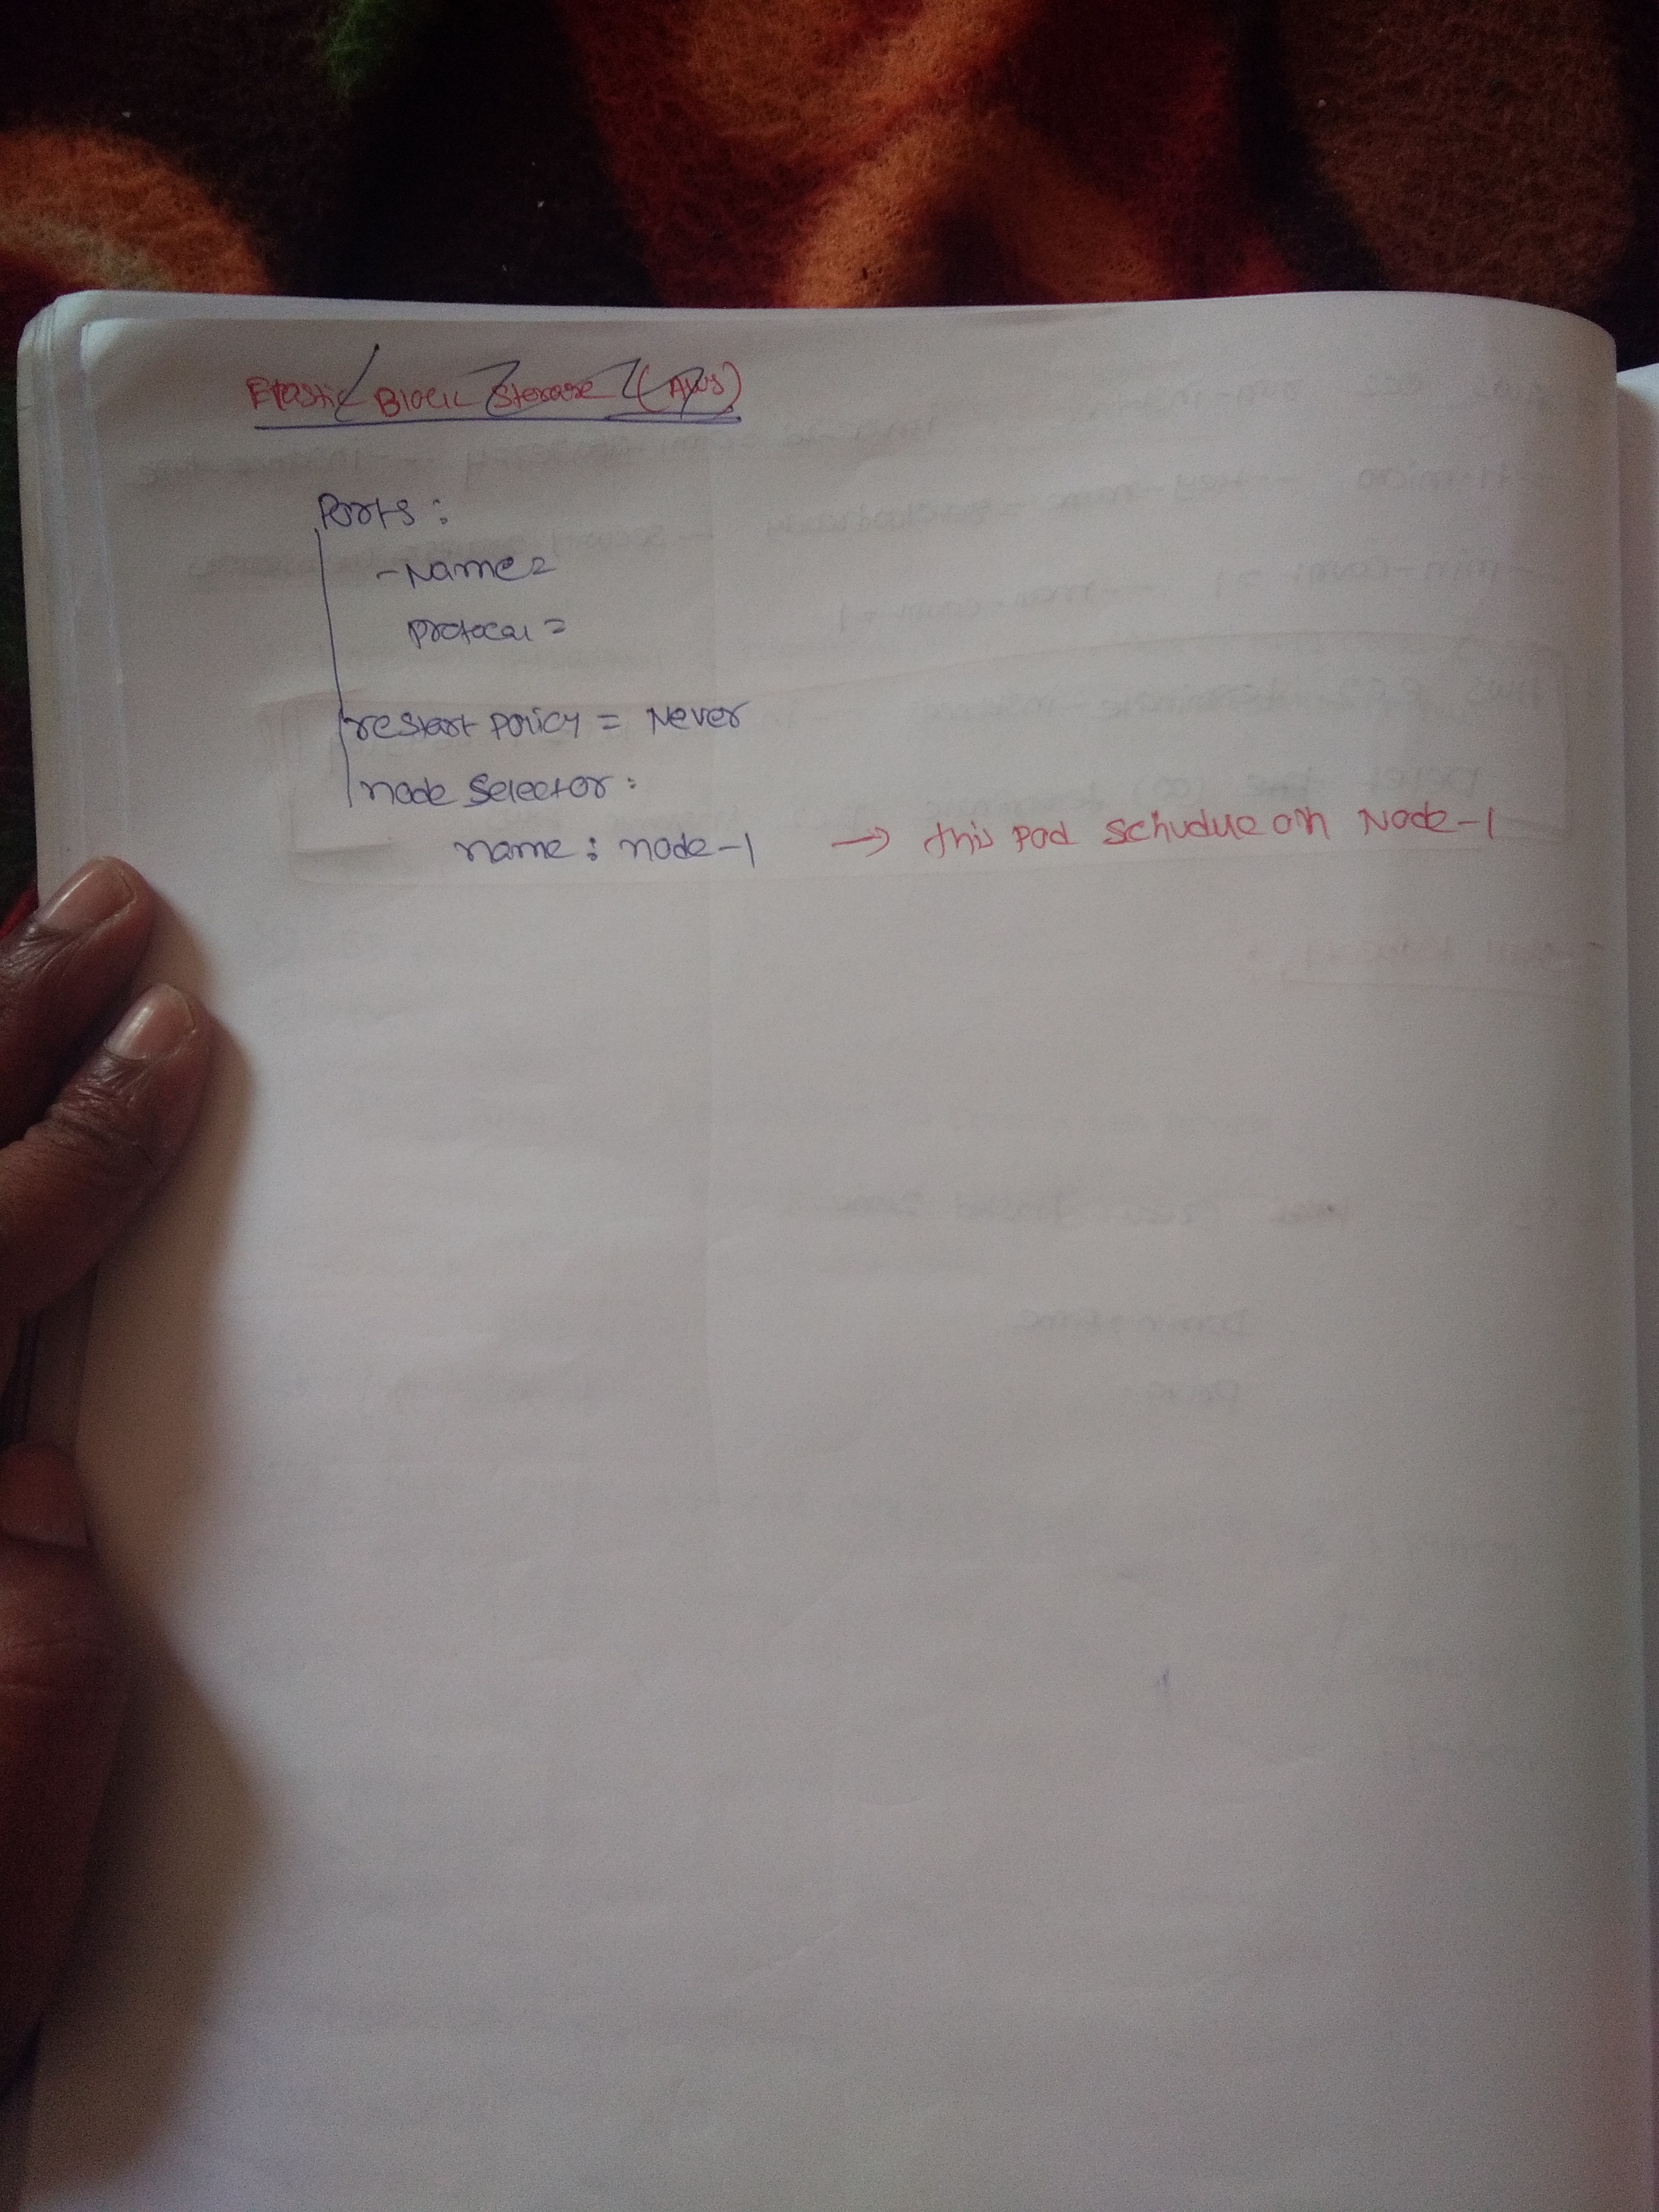 Elastic Block Storage (AWS)
Ports:
- Name =
Protocal =
restart policy = Never
node selector:
name: node-1 → this pod schudue on Node-1